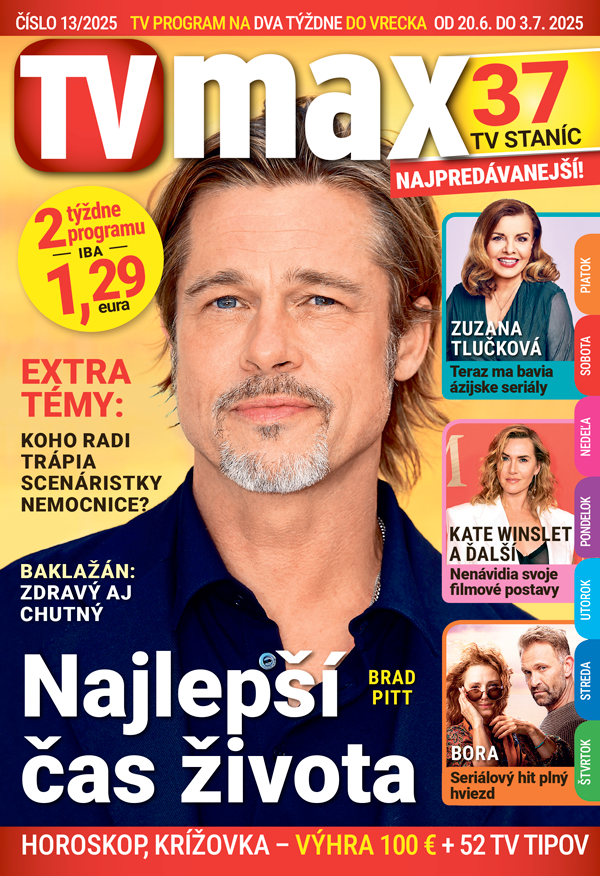 ČÍSLO 13/2025 TV PROGRAM NA DVA TÝŽDNE DO VRECKA OD 20.6. DO 3.7. 2025
TVmax
37
TV STANÍC
NAJPREDÁVANEJŠÍ!
2 týždne
programu
IBA
1,29
eura
EXTRA
TÉMY:
KOHO RADI
TRÁPIA
SCENÁRISTKY
NEMOCNICE?
BAKLAŽÁN:
ZDRAVÝ AJ
CHUTNÝ
Najlepší
čas života
BRAD
PITT
ZUZANA
TLUČKOVÁ
Teraz ma bavia
ázijske seriály
KATE WINSLET
A ĎALŠÍ
Nenávidia svoje
filmové postavy
BORA
Seriálový hit plný
hviezd
PIATOK
SOBOTA
NEDEĽA
PONDELOK
UTOROK
STREDA
ŠTVRTOK
HOROSKOP, KRÍŽOVKA – VÝHRA 100 € + 52 TV TIPOV